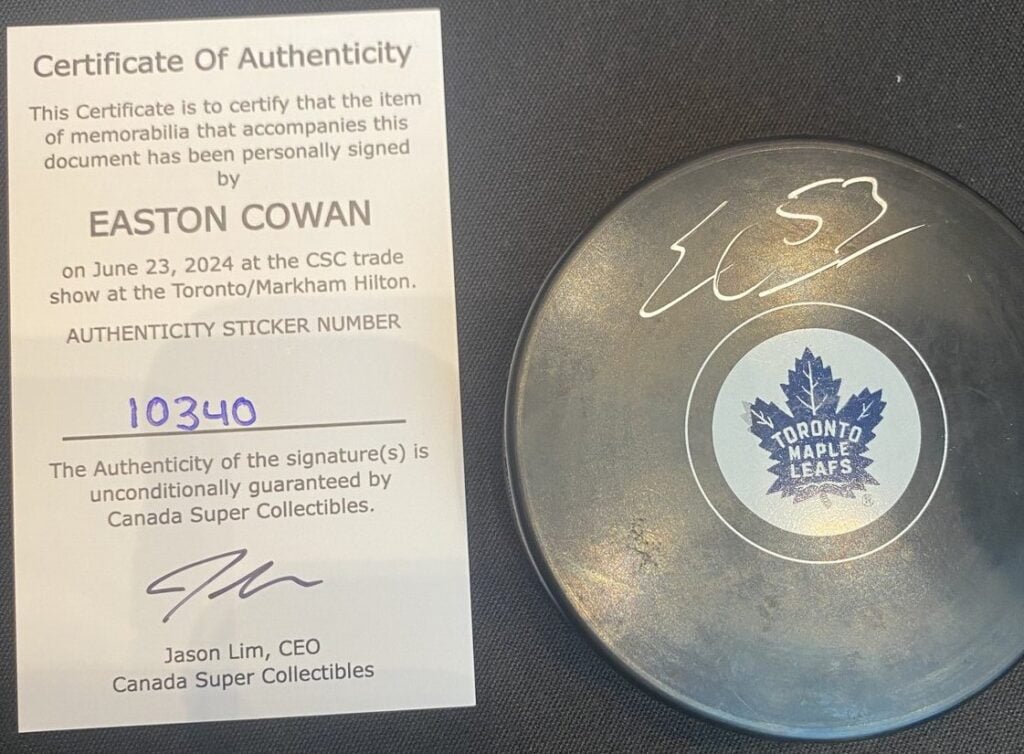 Certificate Of Authenticity
This Certificate is to certify that the item
of memorabilia that accompanies this
document has been personally signed
by
EASTON COWAN
on June 23, 2024 at the CSC trade
show at the Toronto/Markham Hilton.
AUTHENTICITY STICKER NUMBER
10340
The Authenticity of the signature(s) is
unconditionally guaranteed by
Canada Super Collectibles.
Jason Lim, CEO
Canada Super Collectibles
EC 53
TORONTO
MAPLE
LEAFS
®